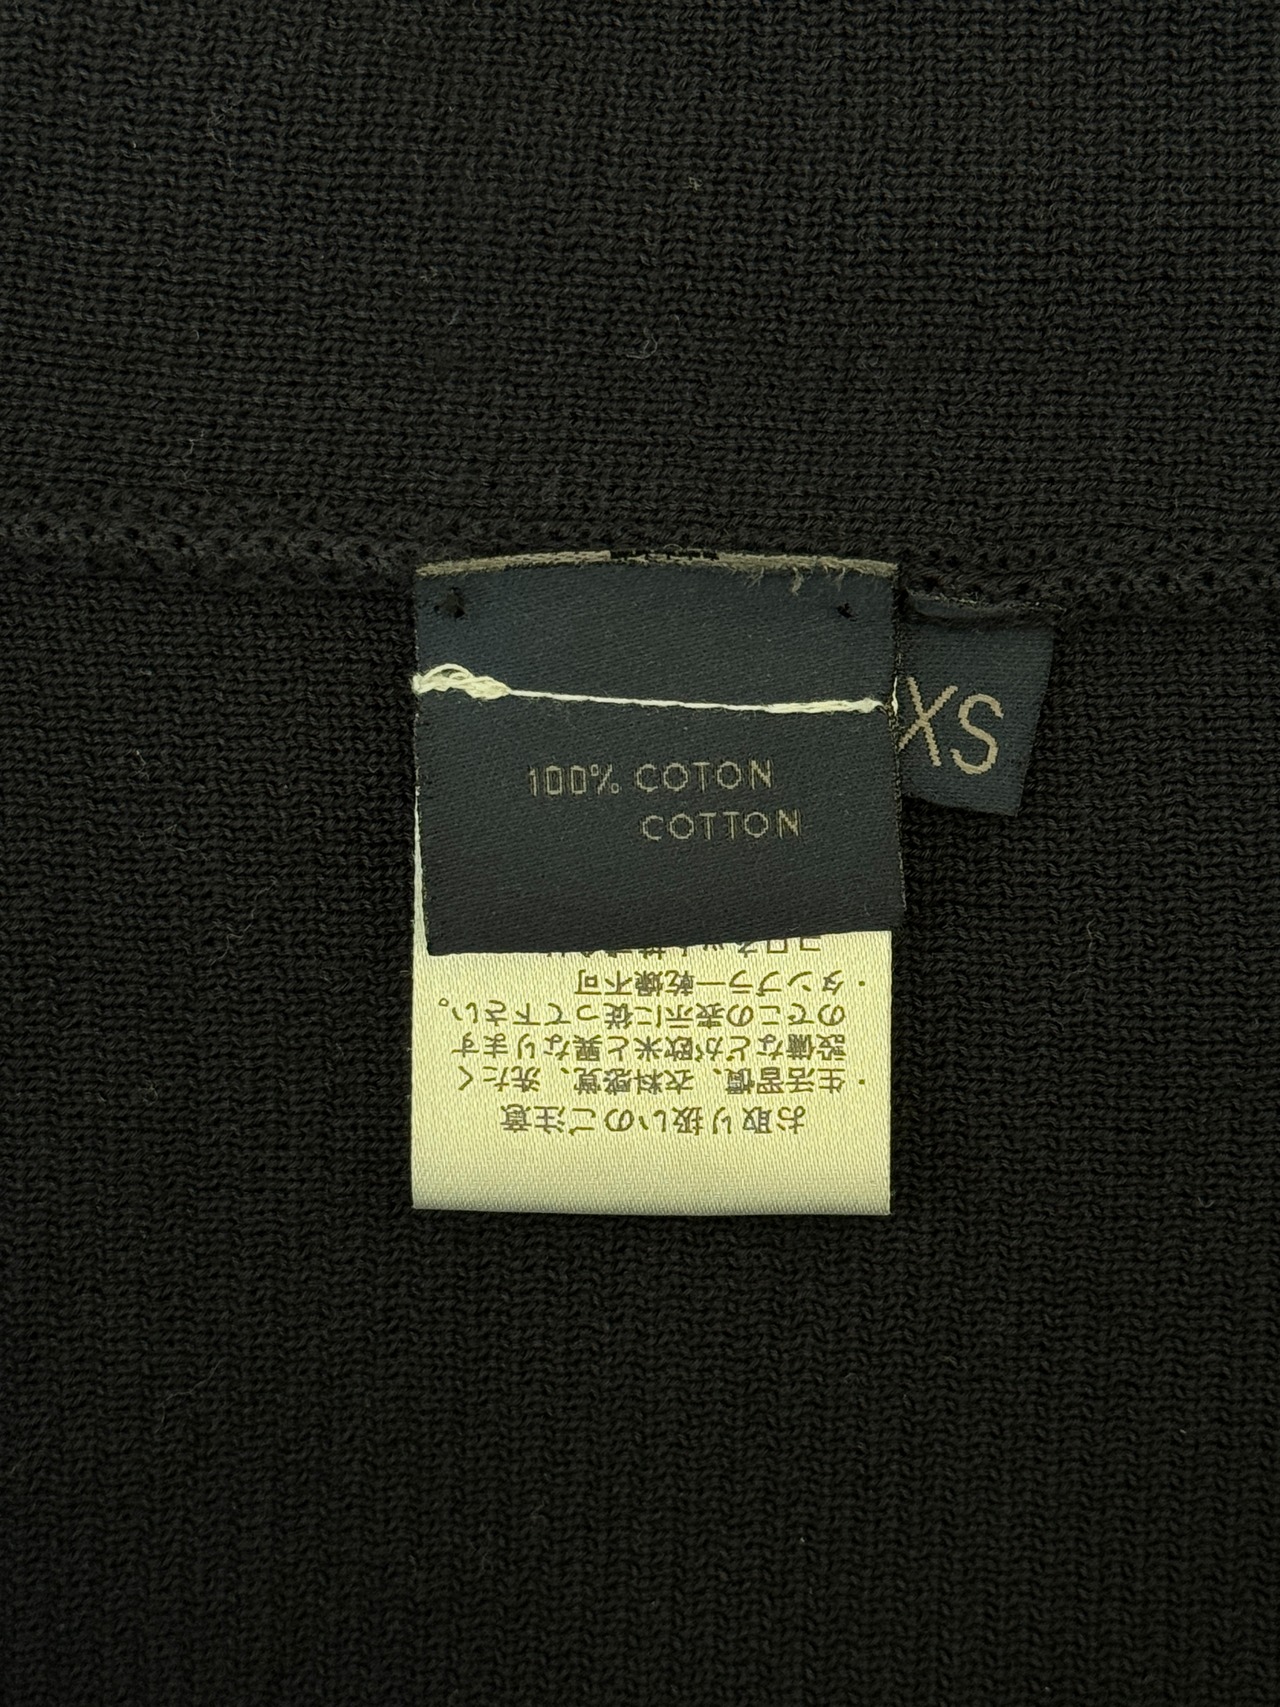 100% COTON
COTTON
XS
お取り扱いのご注意
・生活習慣、衣料感覚、洗たく
設備などが欧米と異なります
のでこの表示に従って下さい。
・タンブラー乾燥不可